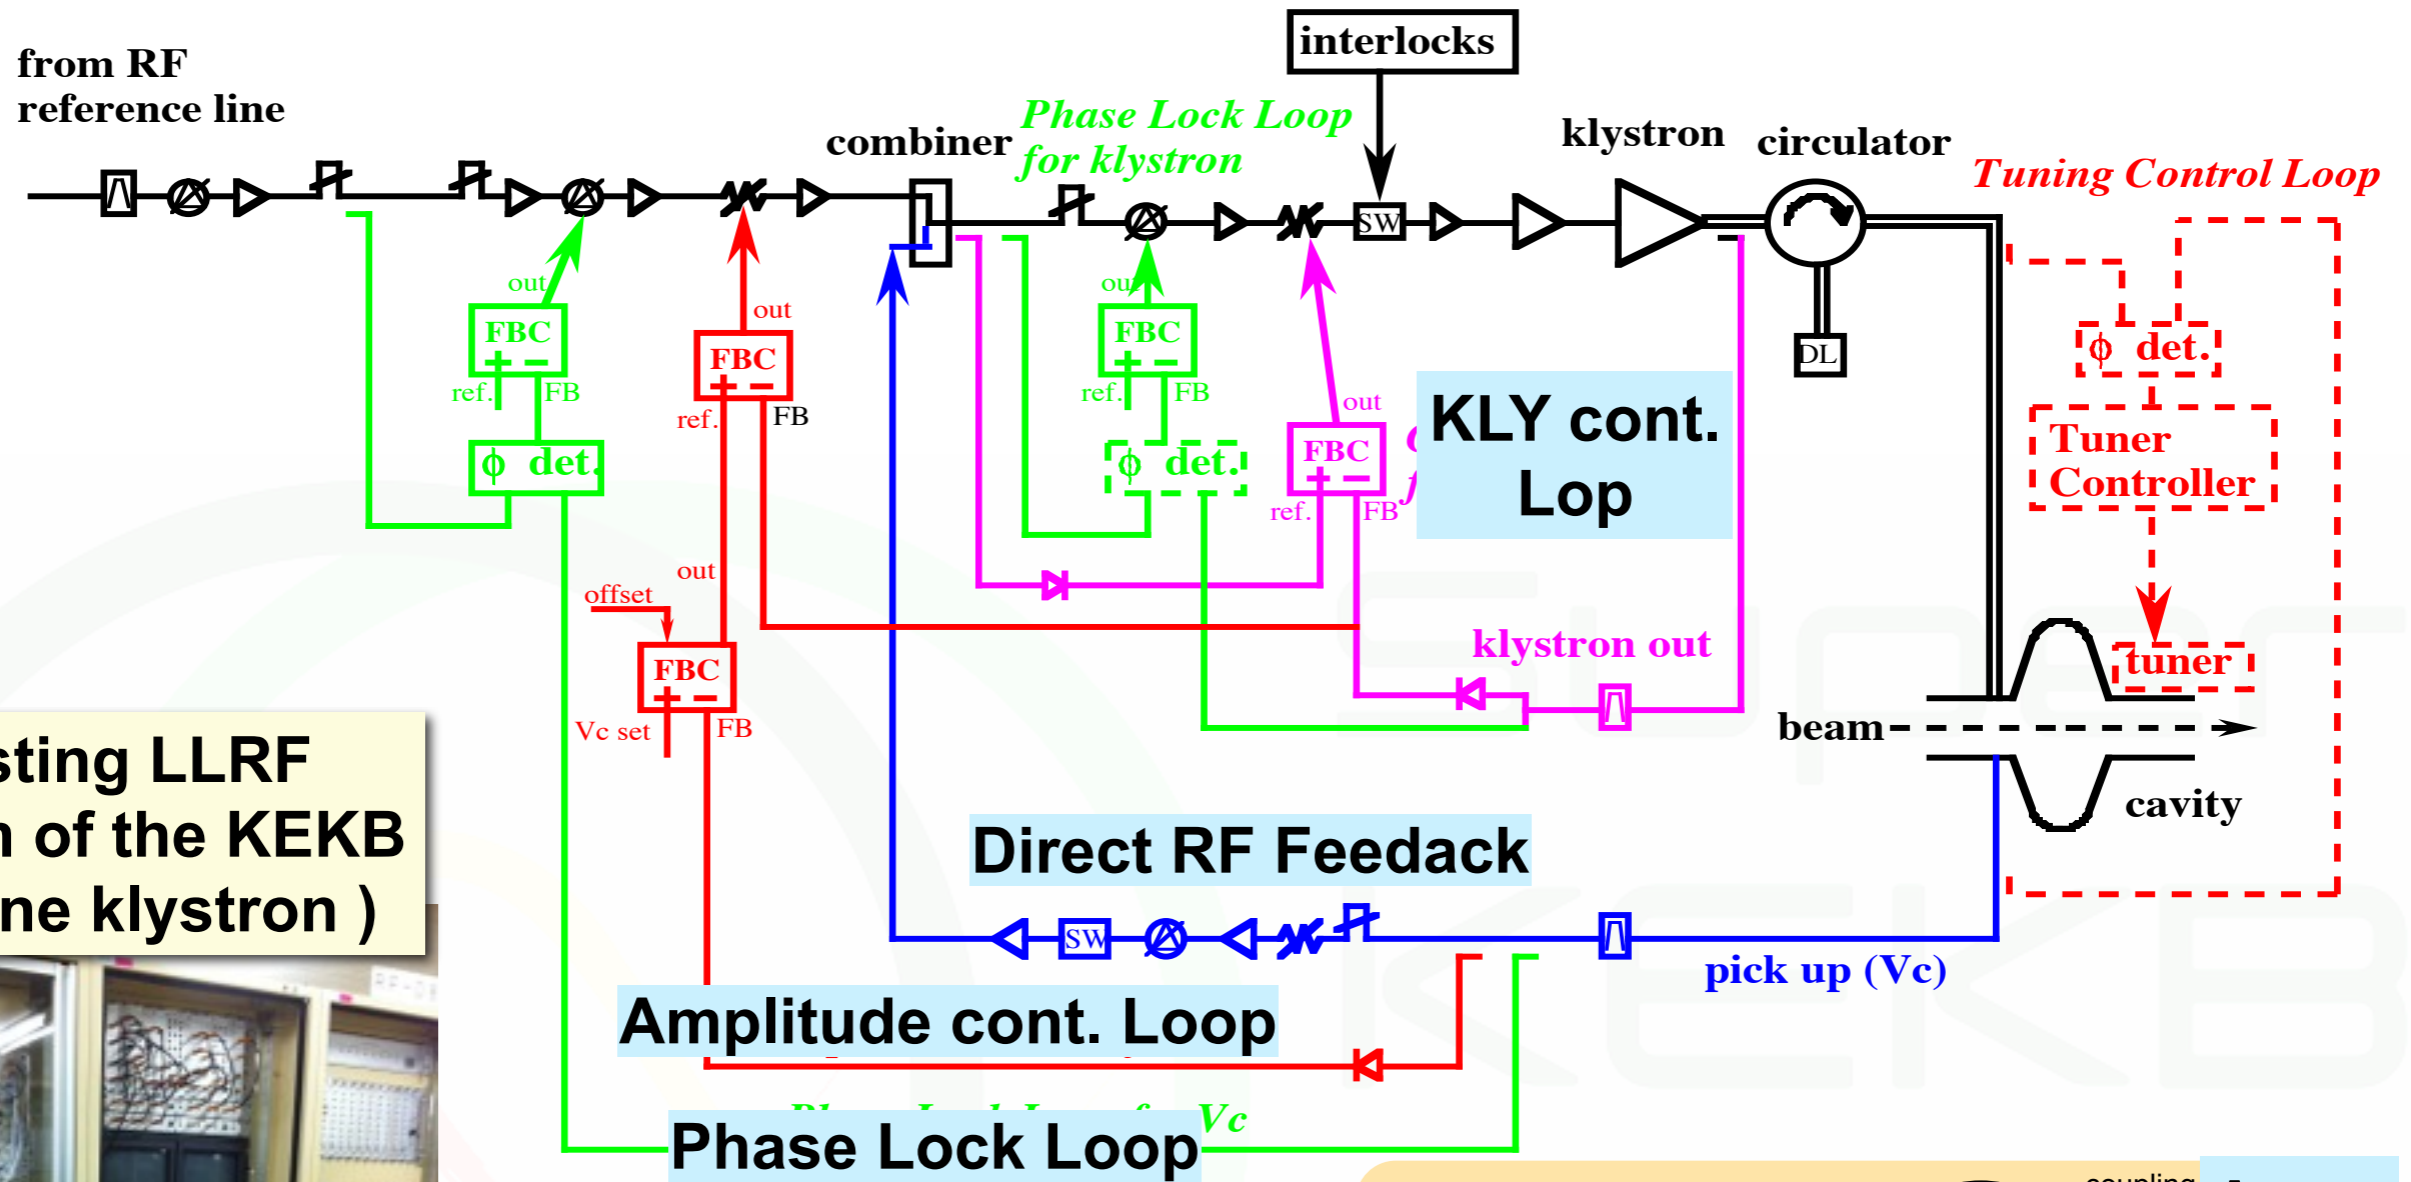 interlocks
from RF
reference line
combiner
Phase Lock Loop
for klystron
klystron
circulator
Tuning Control Loop
SW
out
FBC
ref.
FB
φ det.
out
FBC
ref.
FB
out
FBC
ref.
FB
φ det.
out
FBC
ref.
FB
KLY cont.
Lop
DL
φ det.
Tuner
Controller
tuner
out
offset
FBC
Vc set
FB
klystron out
beam
cavity
LLRF
of the KEKB
klystron )
Direct RF Feedack
SW
pick up (Vc)
Amplitude cont. Loop
Vc
Phase Lock Loop
coupling
Super
KEKB